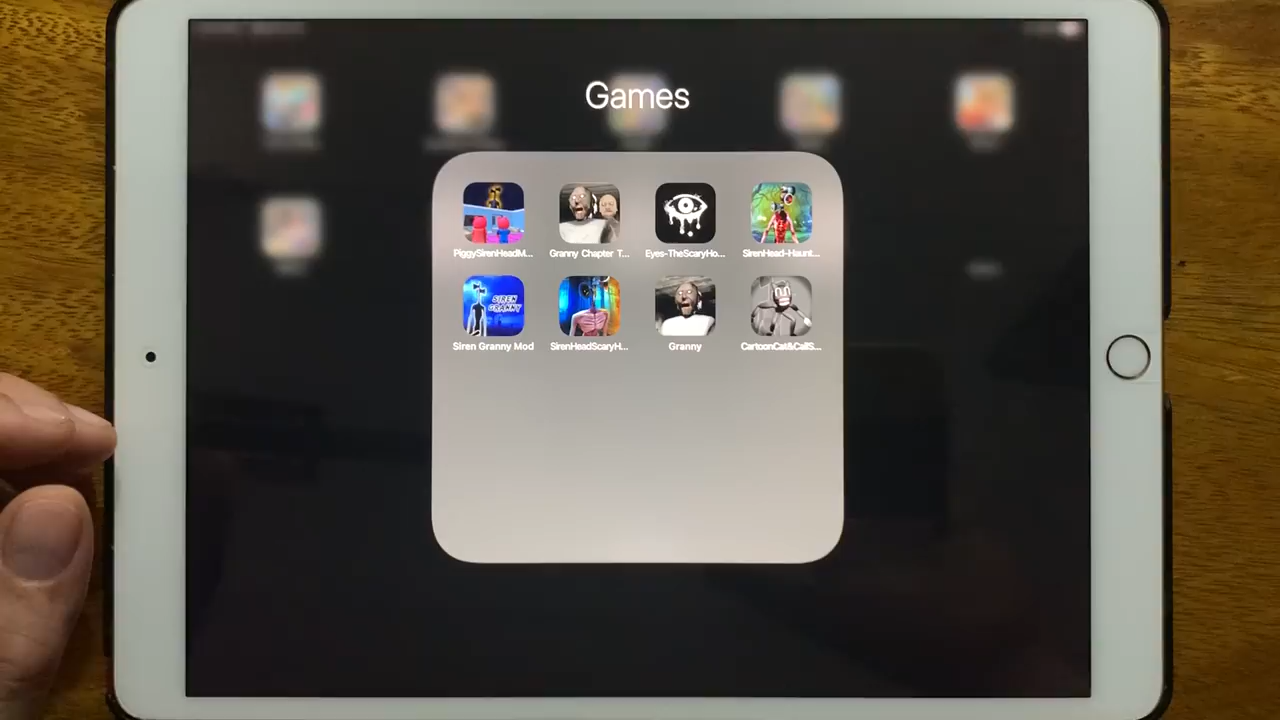 Games
PiggySirenHeadM...
Granny Chapter T...
Eyes-TheScaryHo...
SirenHead-Haunt...
SIREN
GRANNY
Siren Granny Mod
SirenHeadScaryH...
Granny
CartoonCat&CallS...